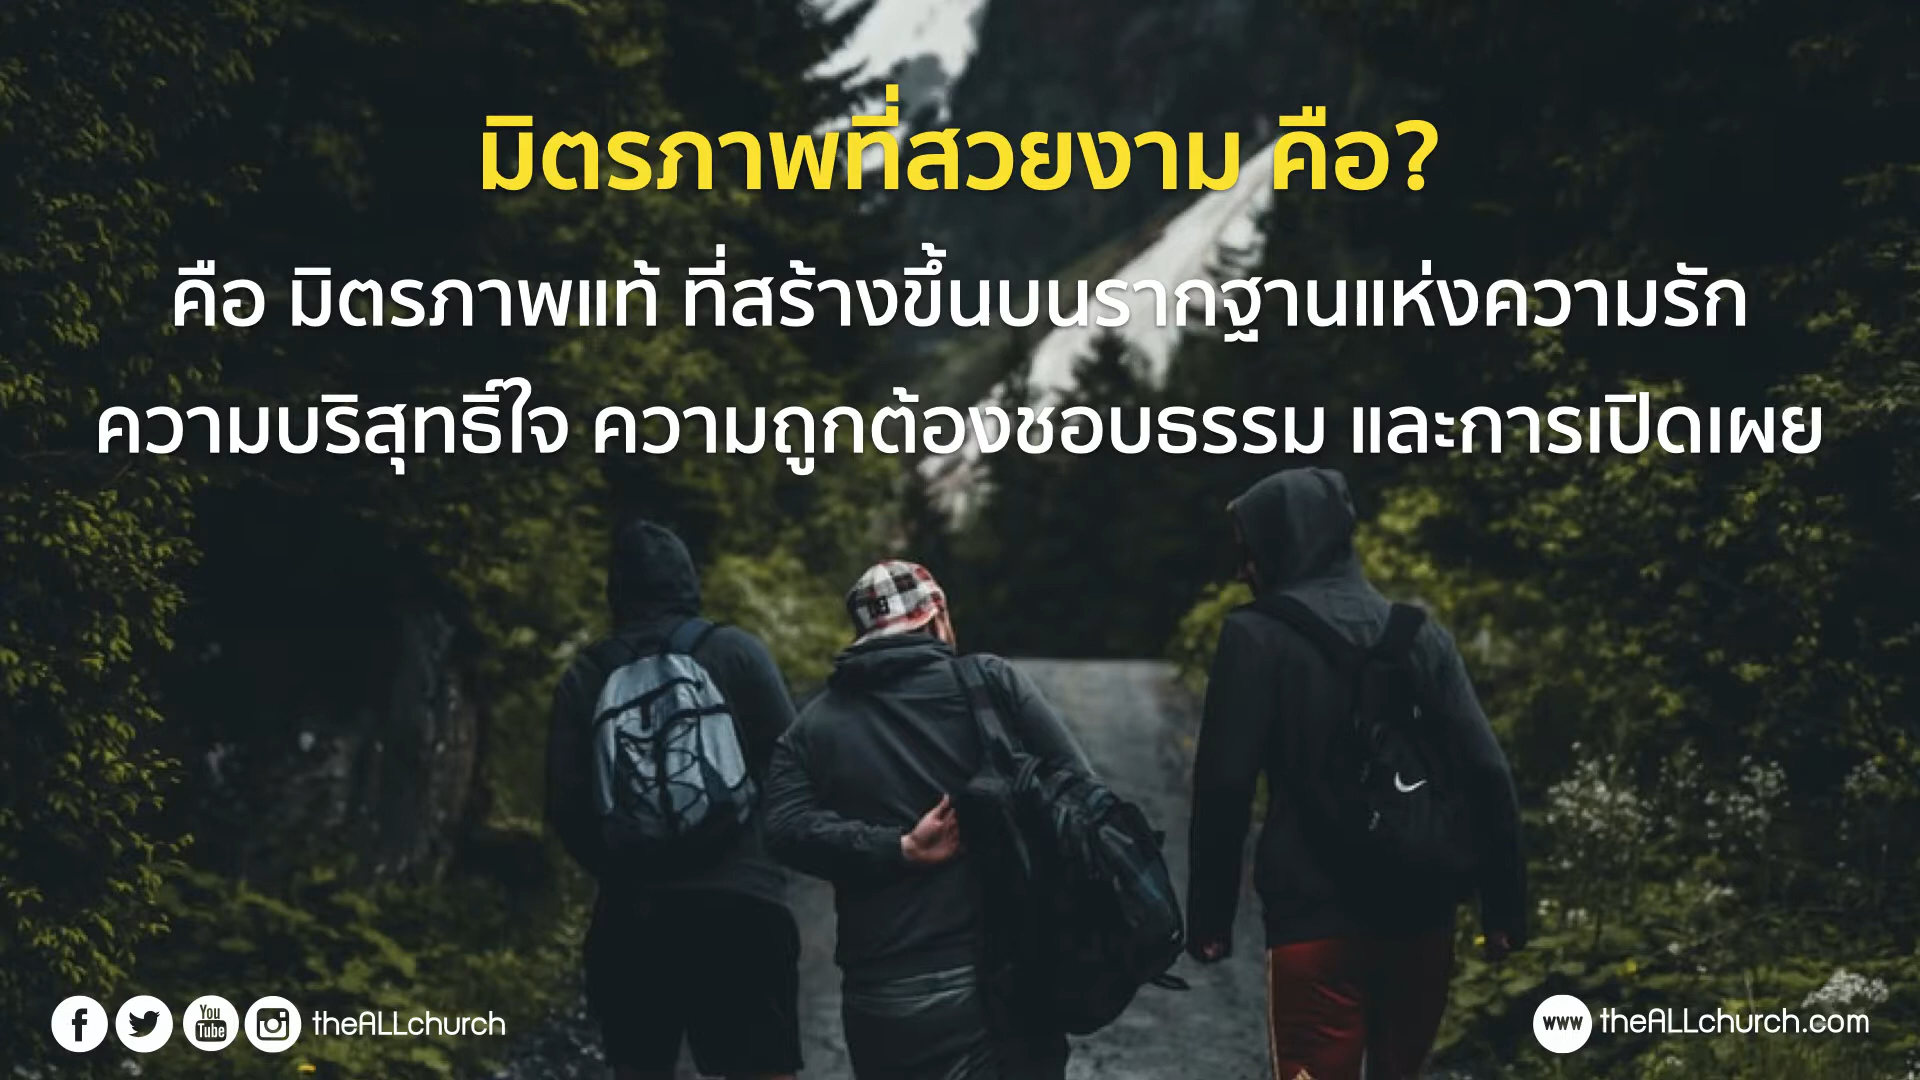 มิตรภาพที่สวยงาม คือ?
คือ มิตรภาพแท้ ที่สร้างขึ้นบนรากฐานแห่งความรัก
ความบริสุทธิ์ใจ ความถูกต้องชอบธรรม และการเปิดเผย
f You Tube theALLchurch
www theALLchurch.com